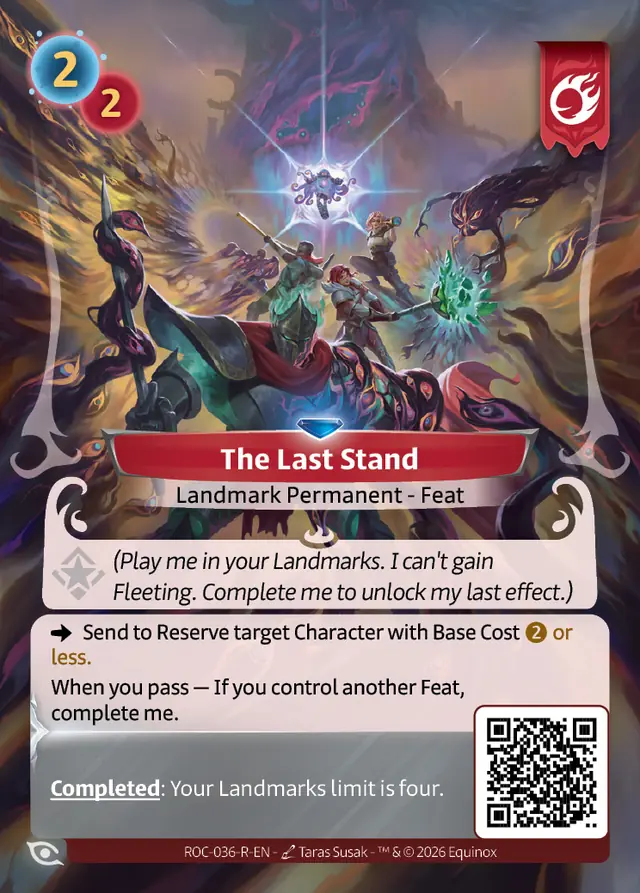 2
2
The Last Stand
Landmark Permanent - Feat
(Play me in your Landmarks. I can't gain
Fleeting. Complete me to unlock my last effect.)
Send to Reserve target Character with Base Cost 2 or
less.
When you pass — If you control another Feat,
complete me.
Completed: Your Landmarks limit is four.
ROC-036-R-EN - Taras Susak - ™ & © 2026 Equinox